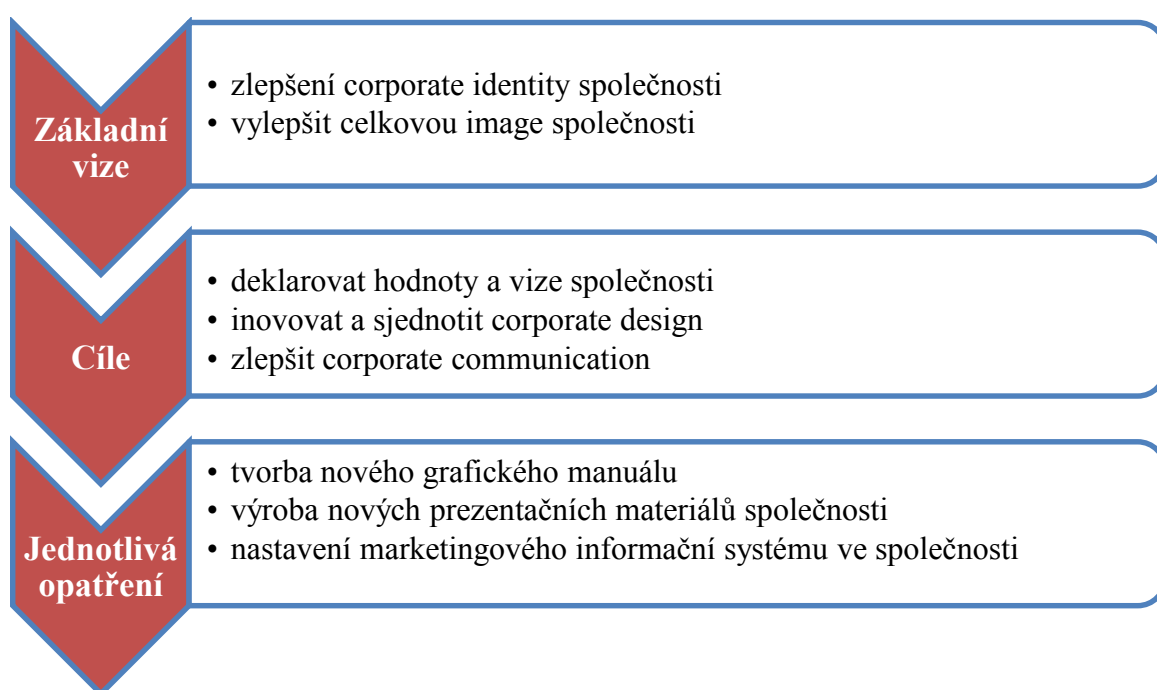 Základní
vize
• zlepšení corporate identity společnosti
• vylepšit celkovou image společnosti
Cíle
• deklarovat hodnoty a vize společnosti
• inovovat a sjednotit corporate design
• zlepšit corporate communication
Jednotlivá
opatření
• tvorba nového grafického manuálu
• výroba nových prezentačních materiálů společnosti
• nastavení marketingového informační systému ve společnosti